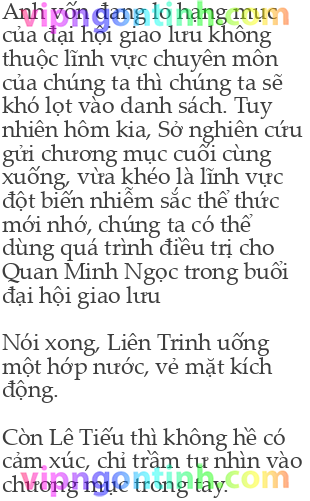 Anh vốn đang lo hạng mục
của đại hội giao lưu không
thuộc lĩnh vực chuyên môn
của chúng ta thì chúng ta sẽ
khó lọt vào danh sách. Tuy
nhiên hôm kia, Sở nghiên cứu
gửi chương mục cuối cùng
xuống, vừa khéo là lĩnh vực
đột biến nhiễm sắc thể thức
mới nhớ, chúng ta có thể
dùng quá trình điều trị cho
Quan Minh Ngọc trong buổi
đại hội giao lưu
Nói xong, Liên Trinh uống
một hớp nước, vẻ mặt kích
động.
Còn Lê Tiếu thì không hề có
cảm xúc, chỉ trầm tư nhìn vào
chương mục trong tay.
vipngontinh.com
vipngontinh.com